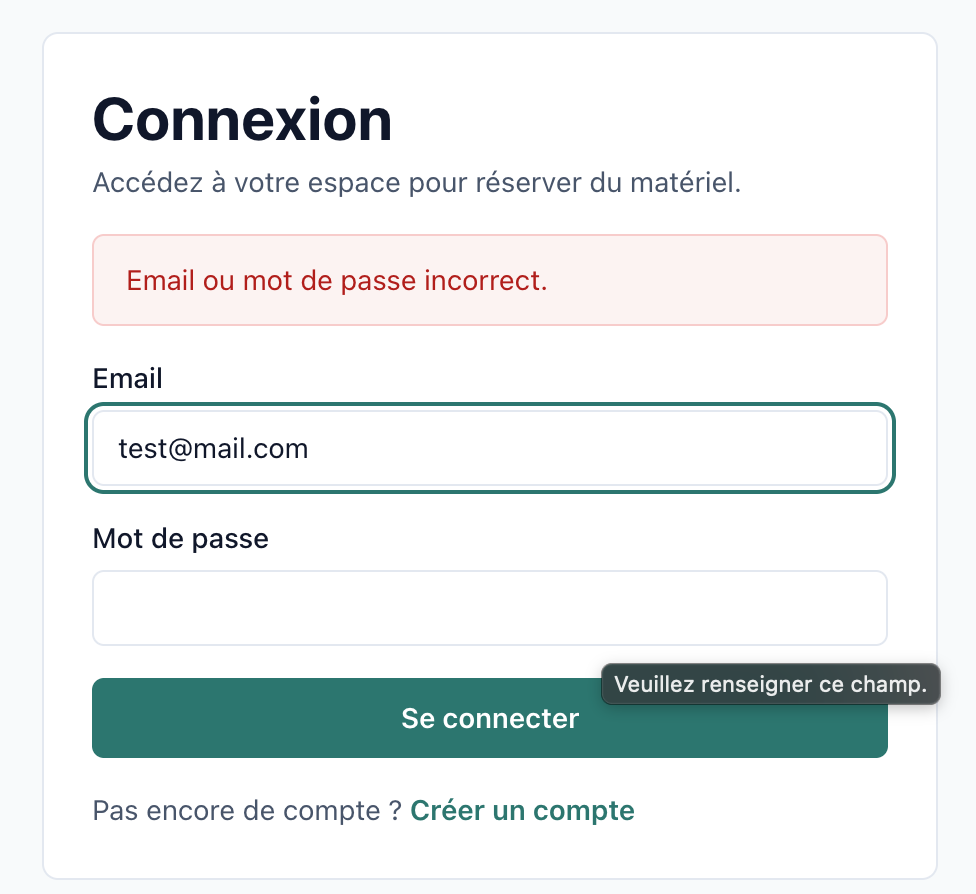 Connexion
Accédez à votre espace pour réserver du matériel.
Email ou mot de passe incorrect.
Email
test@mail.com
Mot de passe
Veuillez renseigner ce champ.
Se connecter
Pas encore de compte ? Créer un compte